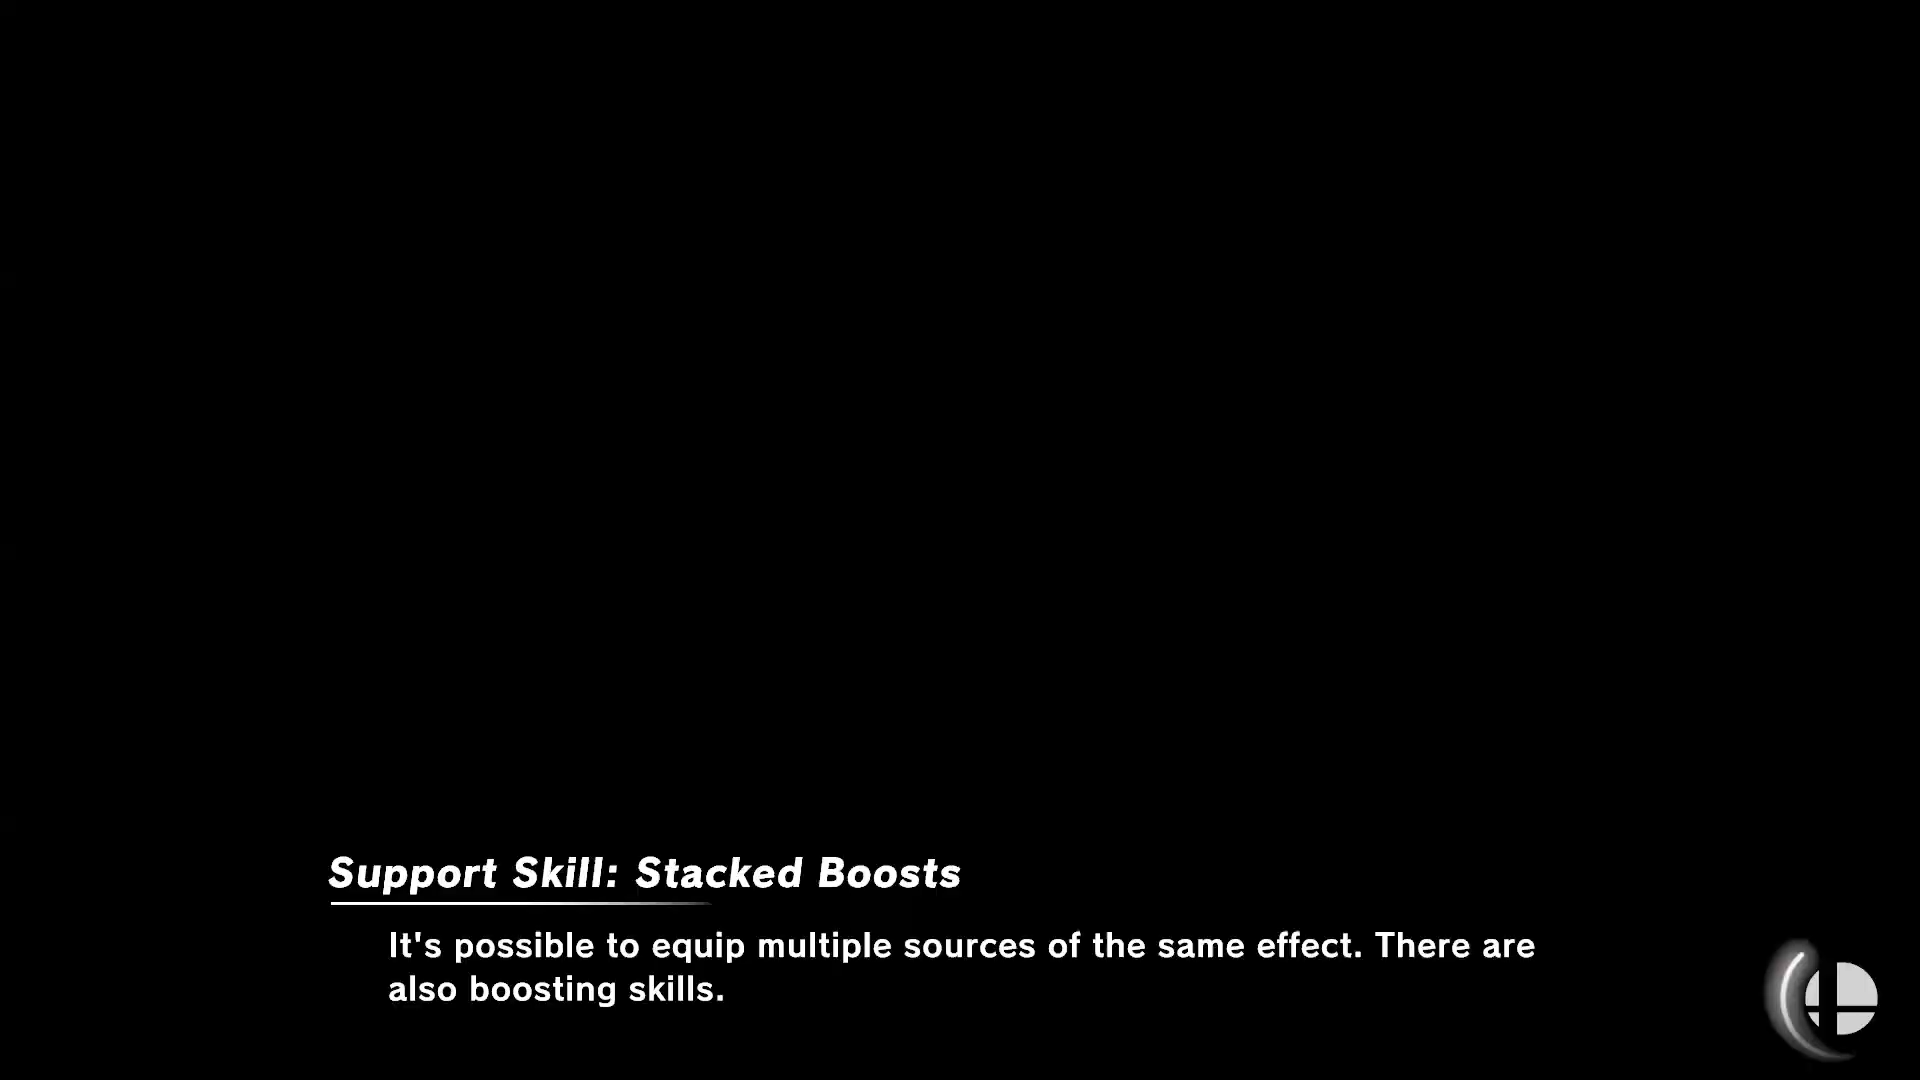 Support Skill: Stacked Boosts
It's possible to equip multiple sources of the same effect. There are
also boosting skills.